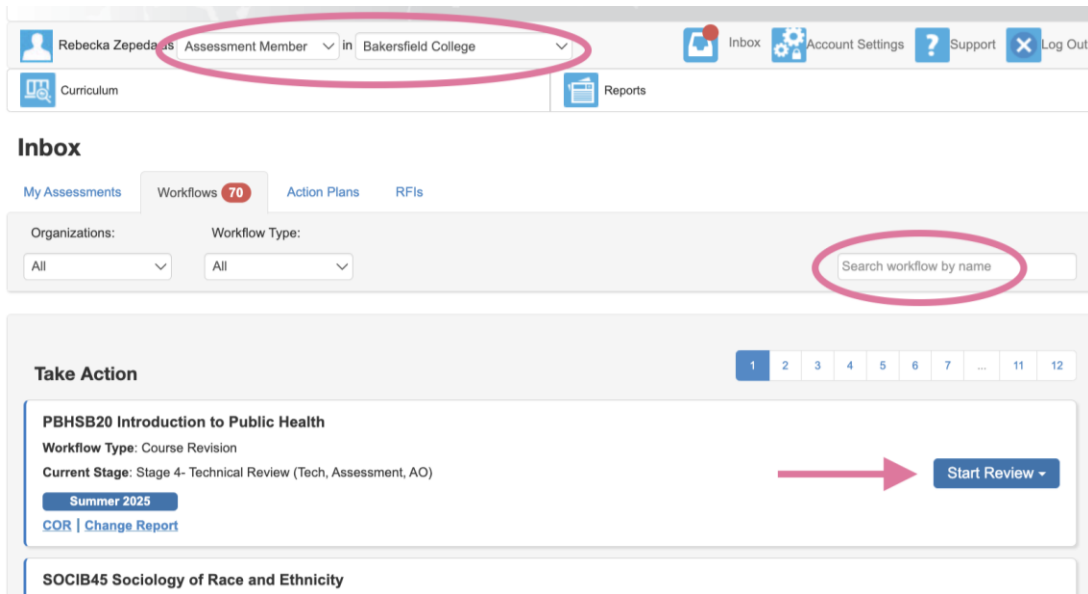 Rebecka Zepeda as Assessment Member in Bakersfield College Inbox Account Settings ? Support Log Out
Curriculum Reports
Inbox
My Assessments Workflows 70 Action Plans RFIs
Organizations: Workflow Type:
All All Search workflow by name
Take Action 1 2 3 4 5 6 7 ... 11 12
PBHSB20 Introduction to Public Health
Workflow Type: Course Revision
Current Stage: Stage 4- Technical Review (Tech, Assessment, AO) Start Review
Summer 2025
COR | Change Report
SOCIB45 Sociology of Race and Ethnicity